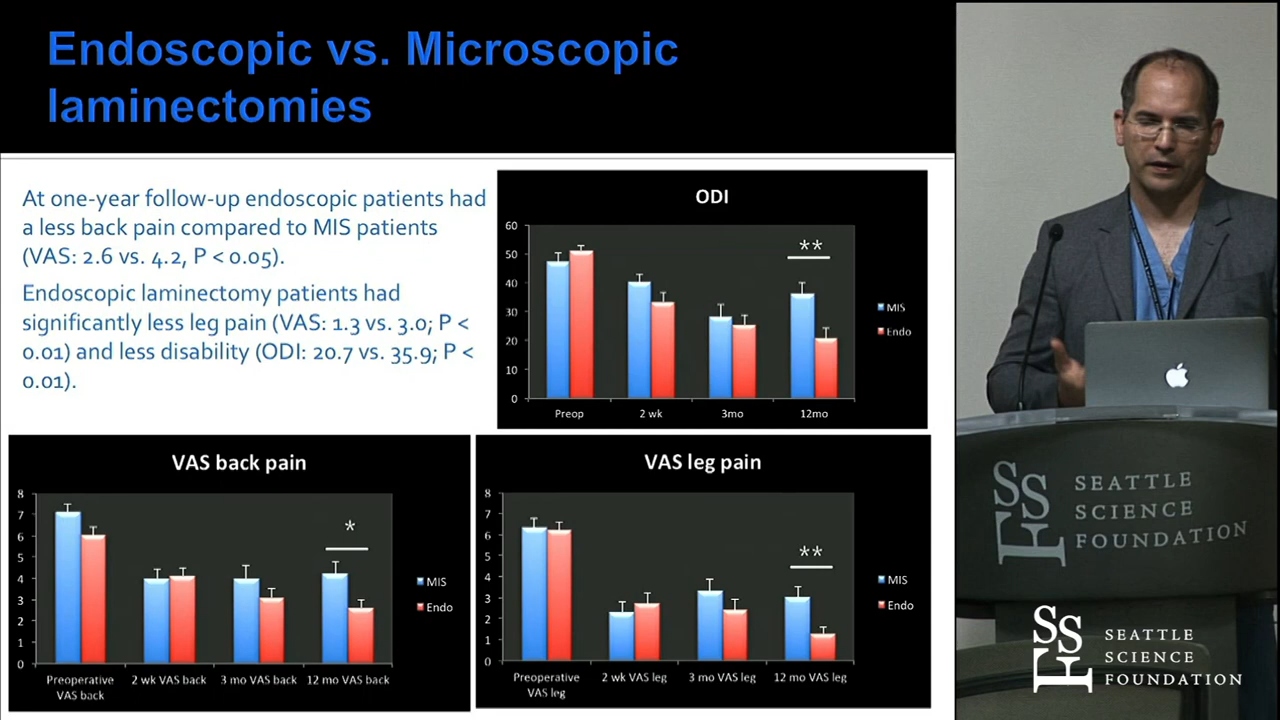 Endoscopic vs. Microscopic
laminectomies
At one-year follow-up endoscopic patients had
a less back pain compared to MIS patients
(VAS: 2.6 vs. 4.2, P < 0.05).
Endoscopic laminectomy patients had
significantly less leg pain (VAS: 1.3 vs. 3.0; P <
0.01) and less disability (ODI: 20.7 vs. 35.9; P <
0.01).
ODI
60
50
40
30
20
10
0
**
MIS
Endo
Preop 2 wk 3mo 12mo
VAS back pain
8
7
6
5
4
3
2
1
0
*
MIS
Endo
Preoperative 2 wk VAS back 3 mo VAS back 12 mo VAS back
VAS back
VAS leg pain
8
7
6
5
4
3
2
1
0
**
MIS
Endo
Preoperative 2 wk VAS leg 3 mo VAS leg 12 mo VAS leg
VAS leg
SSF
SEATTLE
SCIENCE
FOUNDATION
SSF
SEATTLE
SCIENCE
FOUNDATION